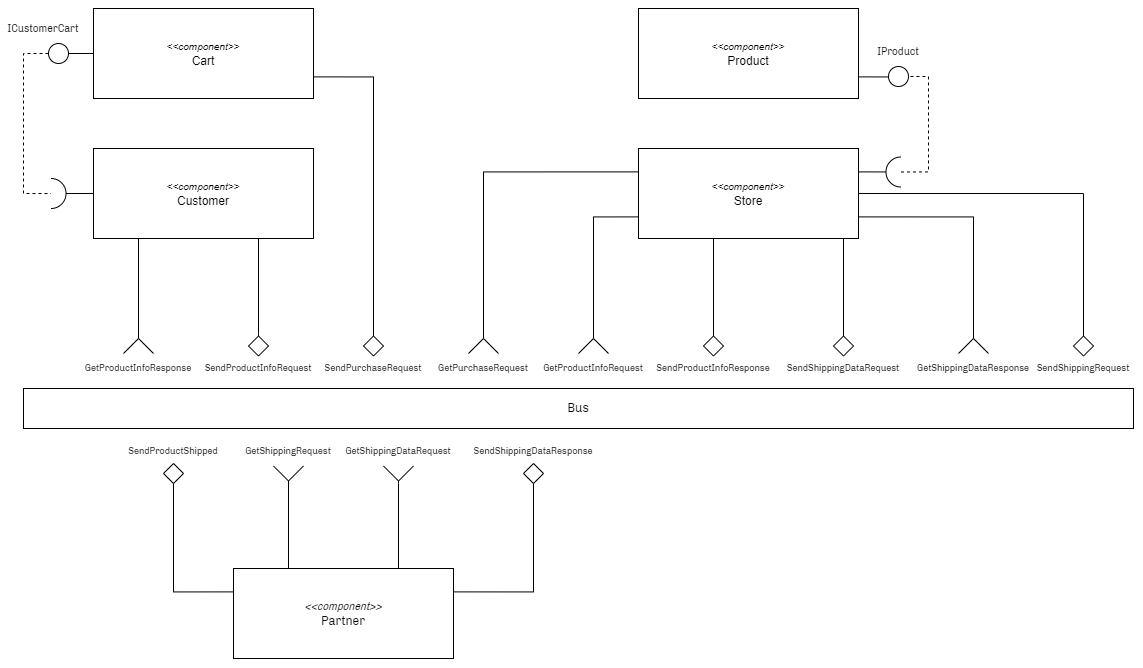 ICustomerCart
<<component>>
Cart
<<component>>
Product
IProduct
<<component>>
Customer
<<component>>
Store
GetProductInfoResponse
SendProductInfoRequest
SendPurchaseRequest
GetPurchaseRequest
GetProductInfoRequest
SendProductInfoResponse
SendShippingDataRequest
GetShippingDataResponse
SendShippingRequest
Bus
SendProductShipped
GetShippingRequest
GetShippingDataRequest
SendShippingDataResponse
<<component>>
Partner